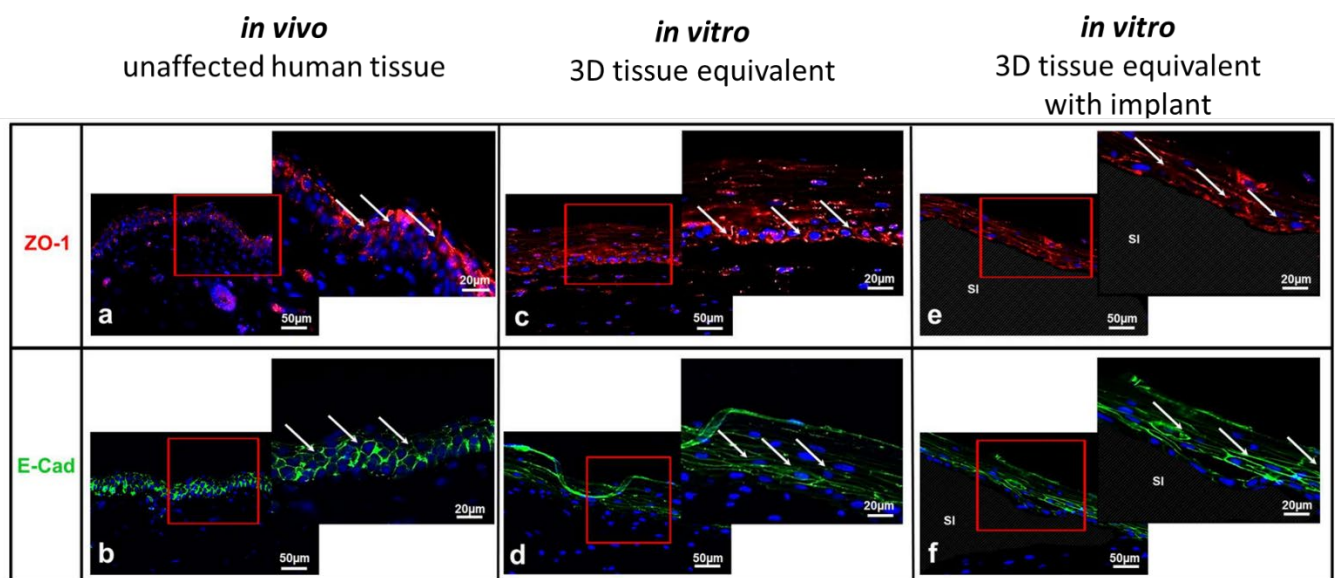 in vivo
unaffected human tissue
in vitro
3D tissue equivalent
in vitro
3D tissue equivalent
with implant
ZO-1
a
50µm
20µm
c
50µm
20µm
e
SI
50µm
SI
20µm
E-Cad
b
50µm
20µm
d
50µm
20µm
f
SI
50µm
SI
20µm